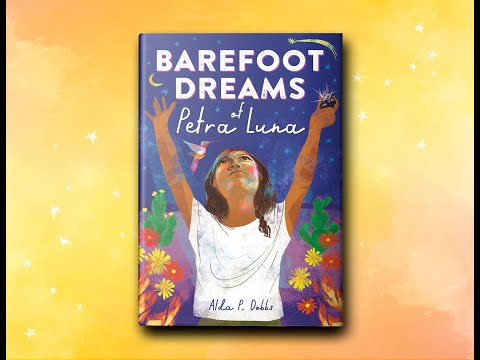 BAREFOOT
DREAMS
of
Petra Luna
Alda P. Dobbs